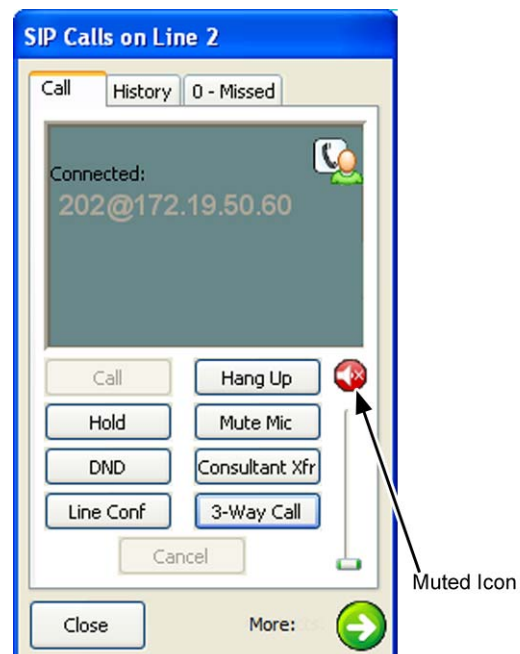 SIP Calls on Line 2
Call History 0 - Missed
Connected:
202@172.19.50.60
Call Hang Up
Hold Mute Mic
DND Consultant Xfr
Line Conf 3-Way Call
Cancel
Muted Icon
Close More: